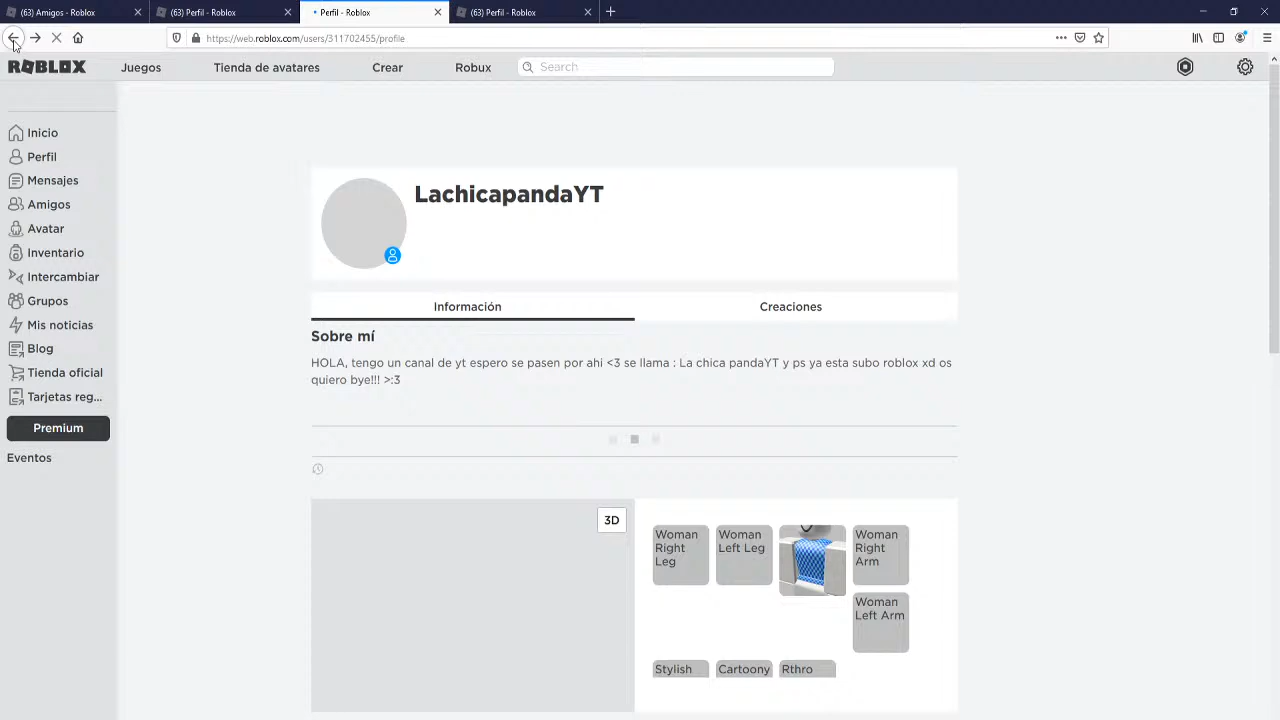 (63) Amigos - Roblox
(63) Perfil - Roblox
Perfil - Roblox
(63) Perfil - Roblox
https://web.roblox.com/users/311702455/profile
ROBLOX
Juegos
Tienda de avatares
Crear
Robux
Search
Inicio
Perfil
Mensajes
Amigos
Avatar
Inventario
Intercambiar
Grupos
Mis noticias
Blog
Tienda oficial
Tarjetas reg...
Premium
Eventos
LachicapandaYT
Información
Creaciones
Sobre mí
HOLA, tengo un canal de yt espero se pasen por ahi <3 se llama : La chica pandaYT y ps ya esta subo roblox xd os
quiero bye!!! >:3
3D
Woman
Right
Leg
Woman
Left Leg
Woman
Right
Arm
Woman
Left Arm
Stylish
Cartoony
Rthro